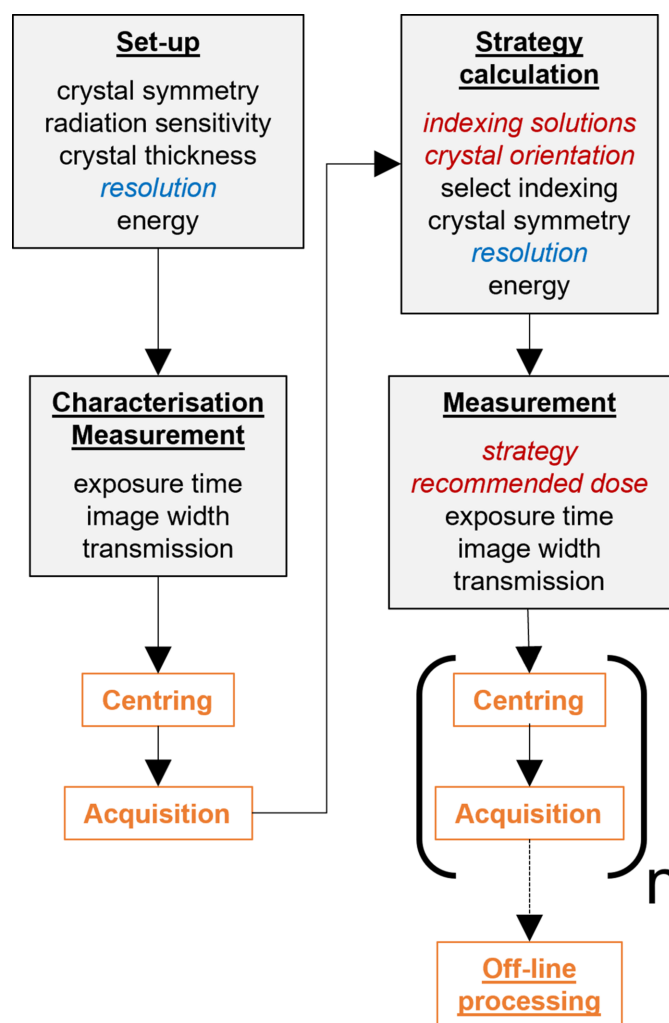 Set-up
crystal symmetry
radiation sensitivity
crystal thickness
resolution
energy
Characterisation
Measurement
exposure time
image width
transmission
Centring
Acquisition
Strategy
calculation
indexing solutions
crystal orientation
select indexing
crystal symmetry
resolution
energy
Measurement
strategy
recommended dose
exposure time
image width
transmission
Centring
Acquisition
Off-line
processing